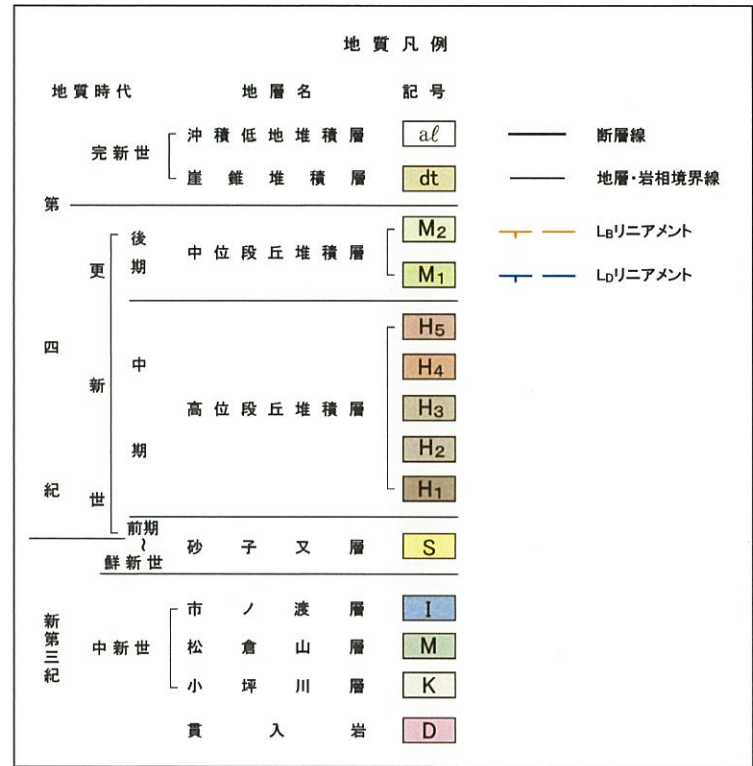 地質凡例
地質時代 地層名 記号
完新世 沖積低地堆積層 aℓ 断層線
崖錐堆積層 dt 地層・岩相境界線
第四紀
更新世
後期 中位段丘堆積層 M2 LBリニアメント
M1 LDリニアメント
中期 高位段丘堆積層 H5
H4
H3
H2
H1
前期~鮮新世 砂子又層 S
新第三紀
中新世 市ノ渡層 I
松倉山層 M
小坪川層 K
貫入岩 D